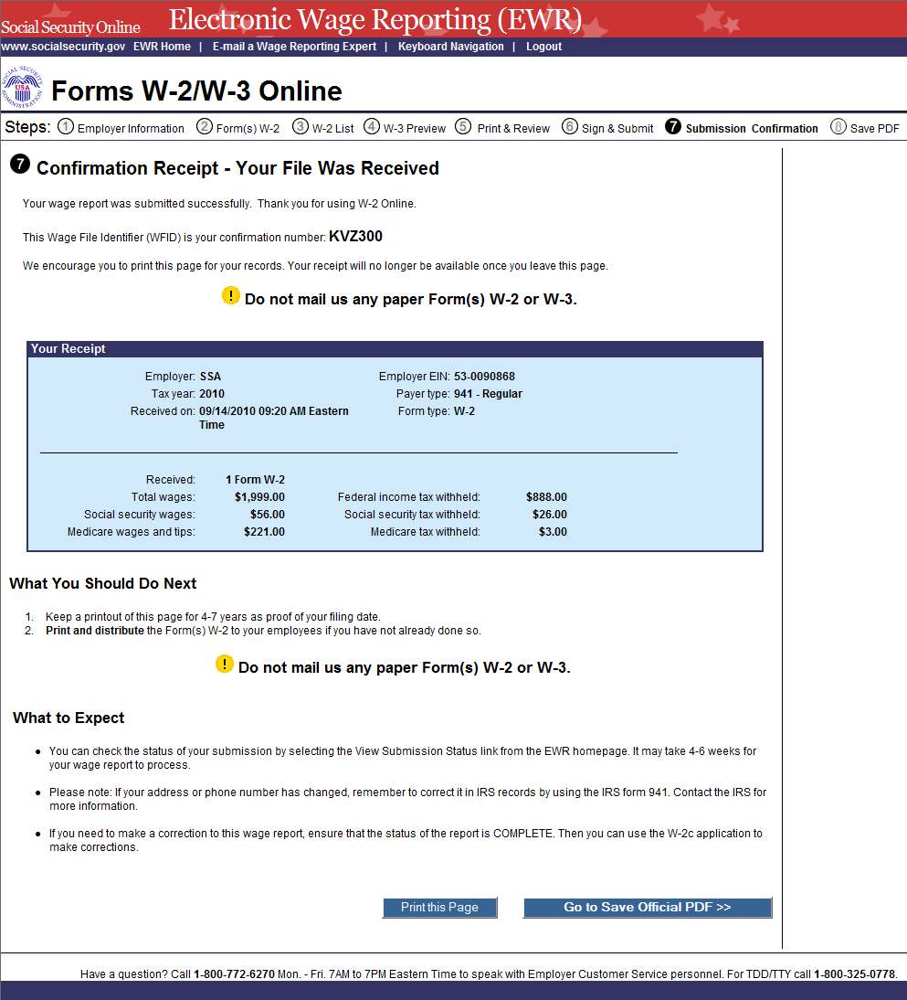 Social Security Online
Electronic Wage Reporting (EWR)
www.socialsecurity.gov EWR Home | E-mail a Wage Reporting Expert | Keyboard Navigation | Logout
SOCIAL SECURITY ADMINISTRATION
USA
Forms W-2/W-3 Online
Steps: 1 Employer Information 2 Form(s) W-2 3 W-2 List 4 W-3 Preview 5 Print & Review 6 Sign & Submit 7 Submission Confirmation 8 Save PDF
7 Confirmation Receipt - Your File Was Received
Your wage report was submitted successfully. Thank you for using W-2 Online.
This Wage File Identifier (WFID) is your confirmation number: KVZ300
We encourage you to print this page for your records. Your receipt will no longer be available once you leave this page.
! Do not mail us any paper Form(s) W-2 or W-3.
Your Receipt
Employer: SSA Employer EIN: 53-0090868
Tax year: 2010 Payer type: 941 - Regular
Received on: 09/14/2010 09:20 AM Eastern Form type: W-2
Time
Received: 1 Form W-2
Total wages: $1,999.00 Federal income tax withheld: $888.00
Social security wages: $56.00 Social security tax withheld: $26.00
Medicare wages and tips: $221.00 Medicare tax withheld: $3.00
What You Should Do Next
1. Keep a printout of this page for 4-7 years as proof of your filing date.
2. Print and distribute the Form(s) W-2 to your employees if you have not already done so.
! Do not mail us any paper Form(s) W-2 or W-3.
What to Expect
• You can check the status of your submission by selecting the View Submission Status link from the EWR homepage. It may take 4-6 weeks for
your wage report to process.
• Please note: If your address or phone number has changed, remember to correct it in IRS records by using the IRS form 941. Contact the IRS for
more information.
• If you need to make a correction to this wage report, ensure that the status of the report is COMPLETE. Then you can use the W-2c application to
make corrections.
Print this Page Go to Save Official PDF >>
Have a question? Call 1-800-772-6270 Mon. - Fri. 7AM to 7PM Eastern Time to speak with Employer Customer Service personnel. For TDD/TTY call 1-800-325-0778.